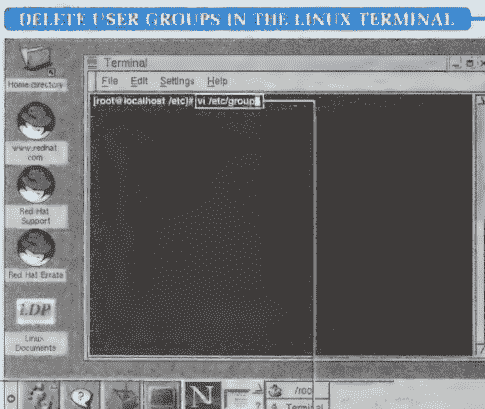 DELETE USER GROUPS IN THE LINUX TERMINAL
Terminal
File Edit Settings Help
[root@localhost /etc]# vi /etc/group
Home directory
www.redhat
com
Red Hat
Support
Red Hat Errata
LDP
Linux
Documents
?
N
?
/roo
Terminal